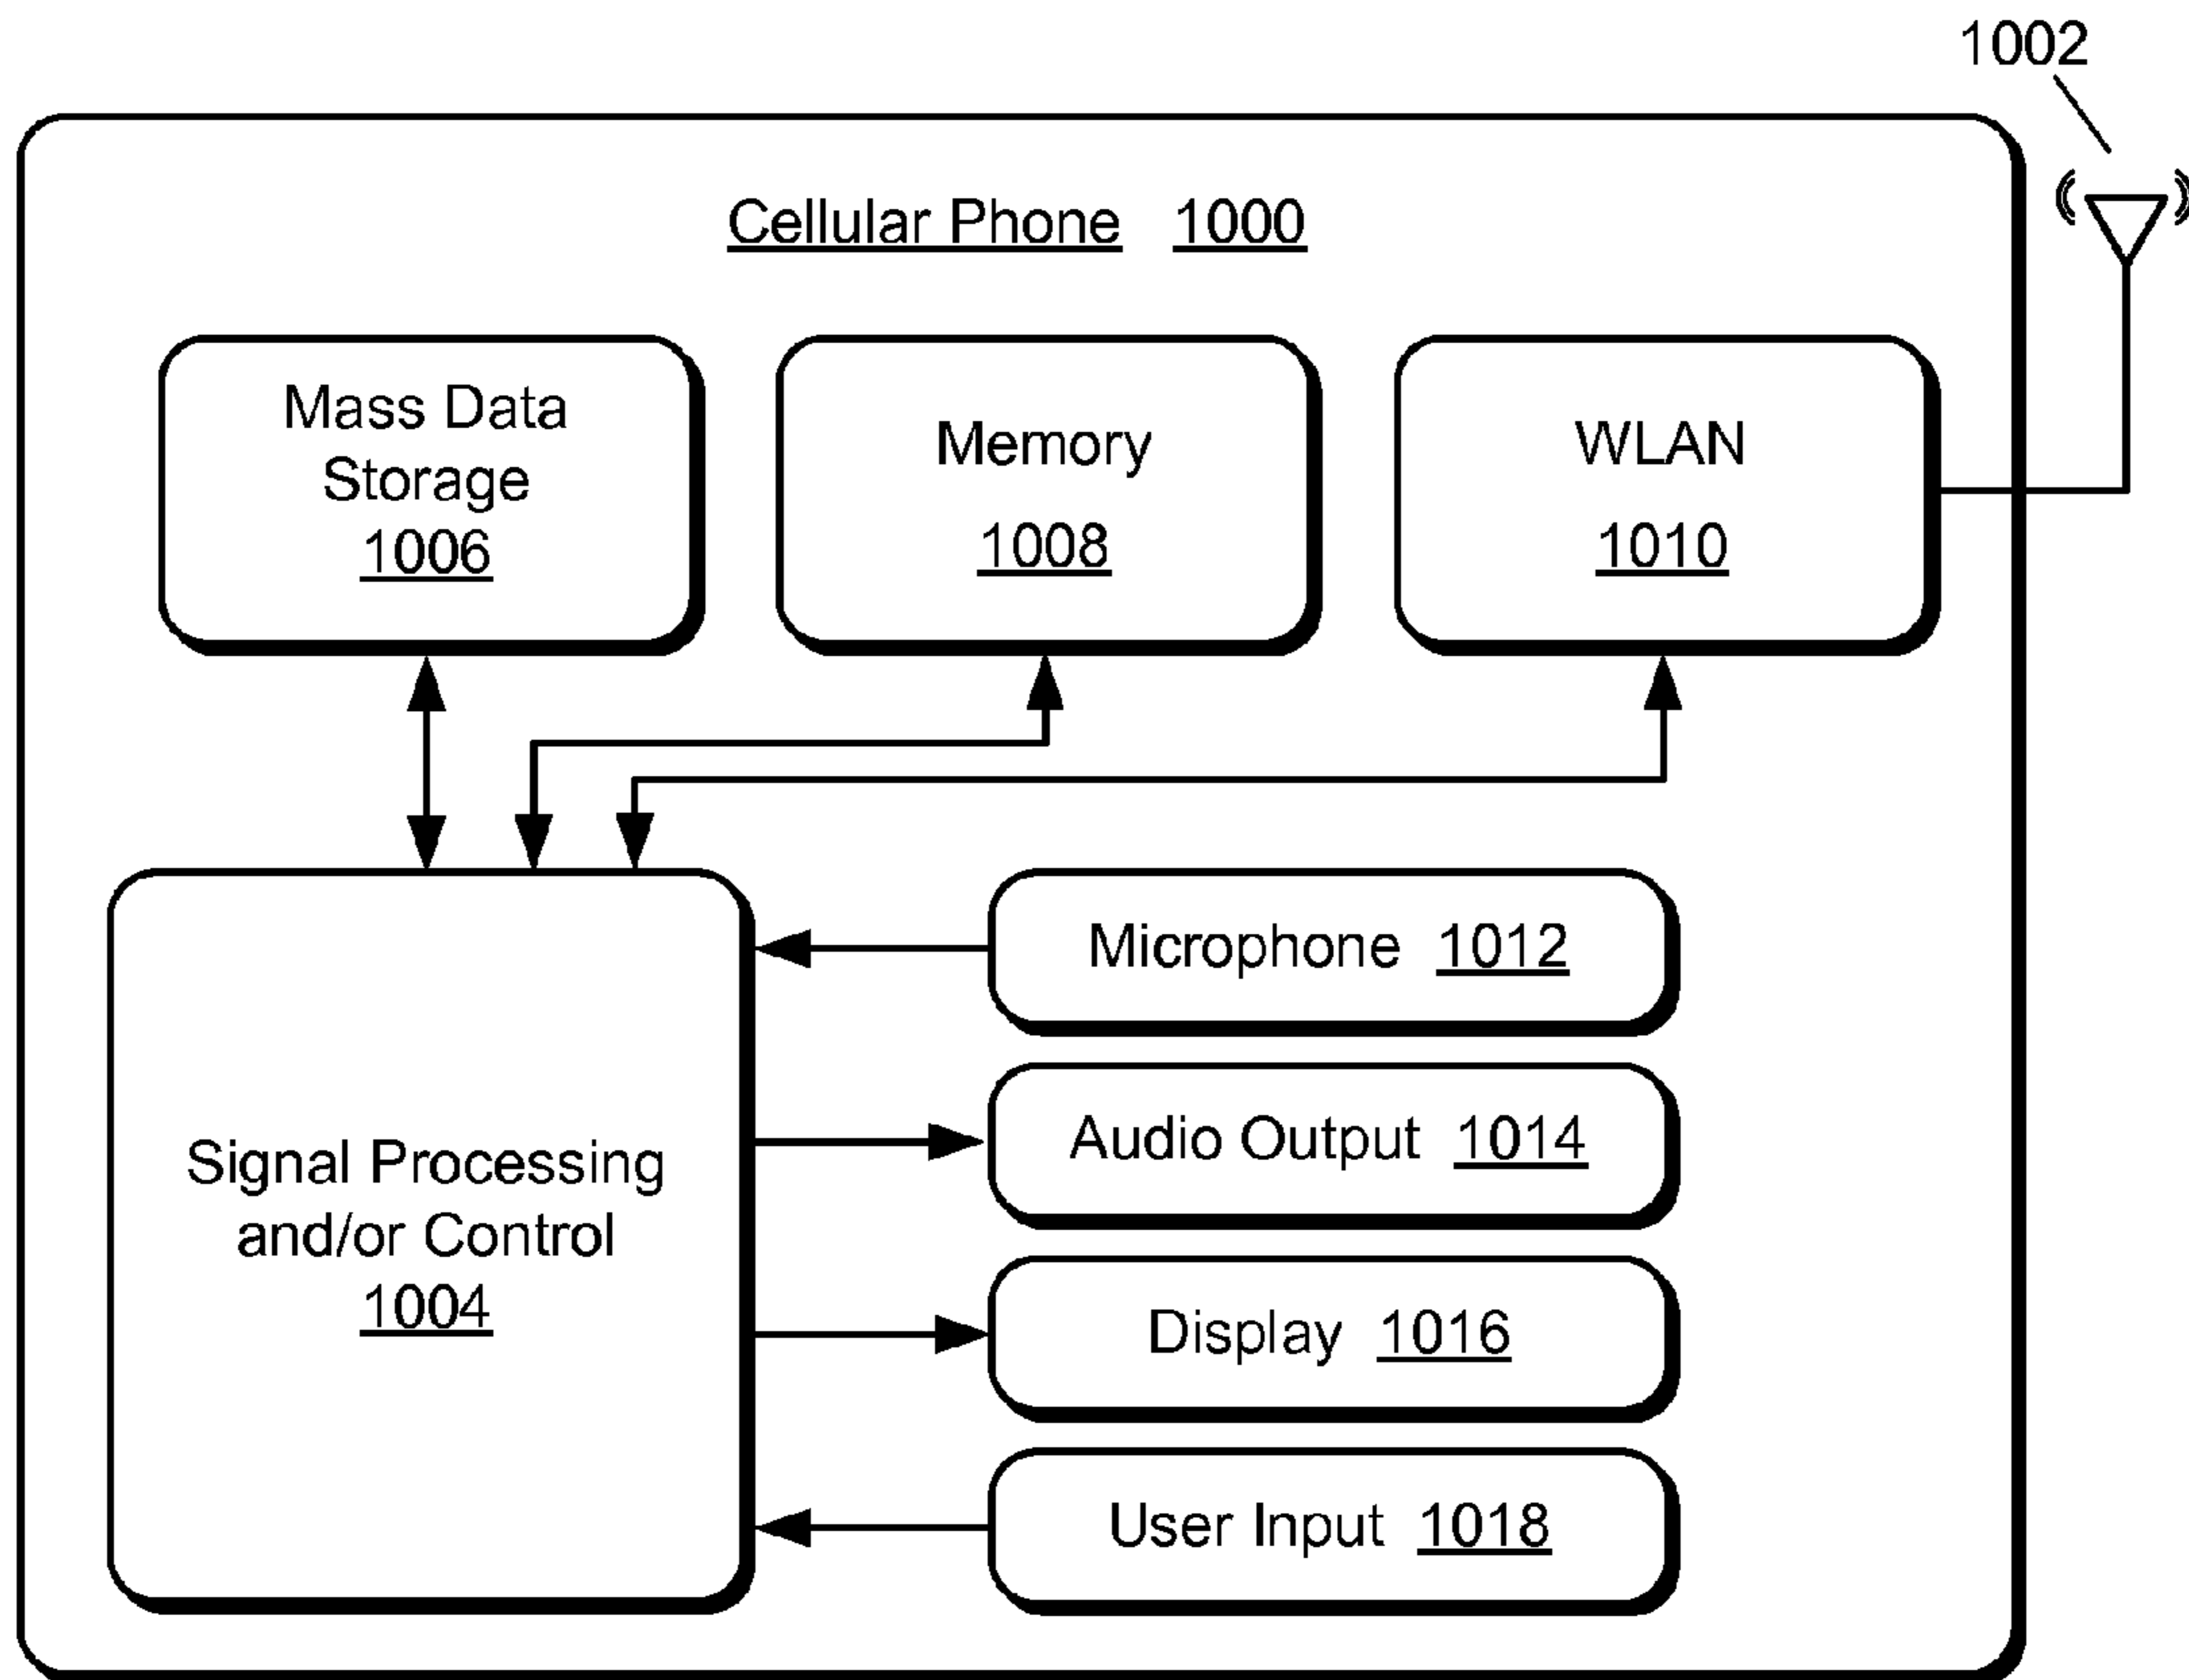 1002
Cellular Phone 1000
Mass Data
Storage
1006
Memory
1008
WLAN
1010
Signal Processing
and/or Control
1004
Microphone 1012
Audio Output 1014
Display 1016
User Input 1018